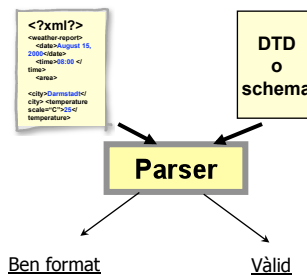 <?xml?>
<weather-report>
<date>August 15,
2000</date>
<time>08:00 </
time>
<area>
<city>Darmstadt</
city> <temperature
scale="C">25</
temperature>
DTD
o
schema
Parser
Ben format
Vàlid